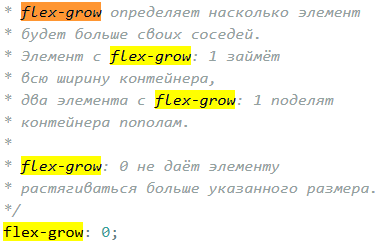 * flex-grow определяет насколько элемент
* будет больше своих соседей.
* Элемент с flex-grow: 1 займёт
* всю ширину контейнера,
* два элемента с flex-grow: 1 поделят
* контейнера пополам.
*
* flex-grow: 0 не даёт элементу
* растягиваться больше указанного размера.
*/
flex-grow: 0;